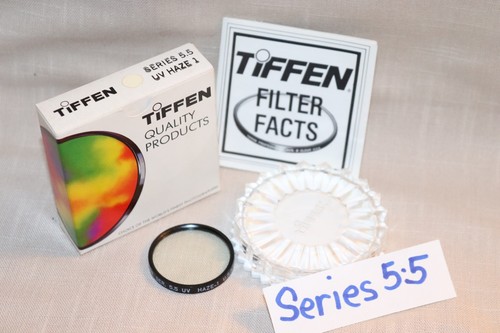 TiFFEN
SERIES 5.5
UV HAZE 1
TiFFEN
QUALITY
PRODUCTS
TiFFEN
FILTER
FACTS
5.5 UV HAZE-1
Series 5.5